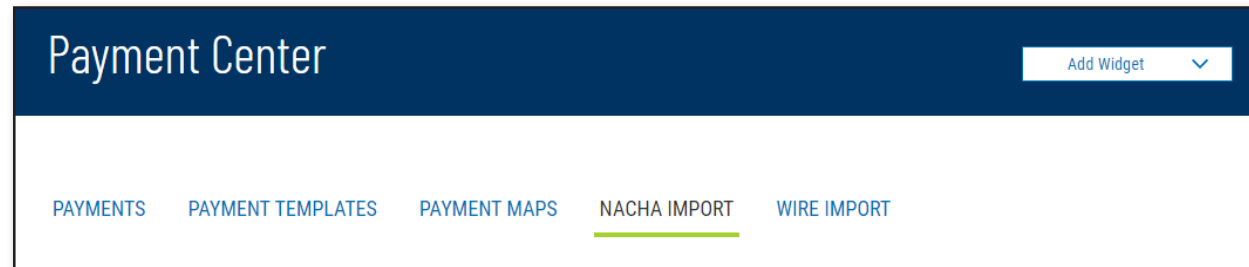 Payment Center
Add Widget
PAYMENTS PAYMENT TEMPLATES PAYMENT MAPS NACHA IMPORT WIRE IMPORT